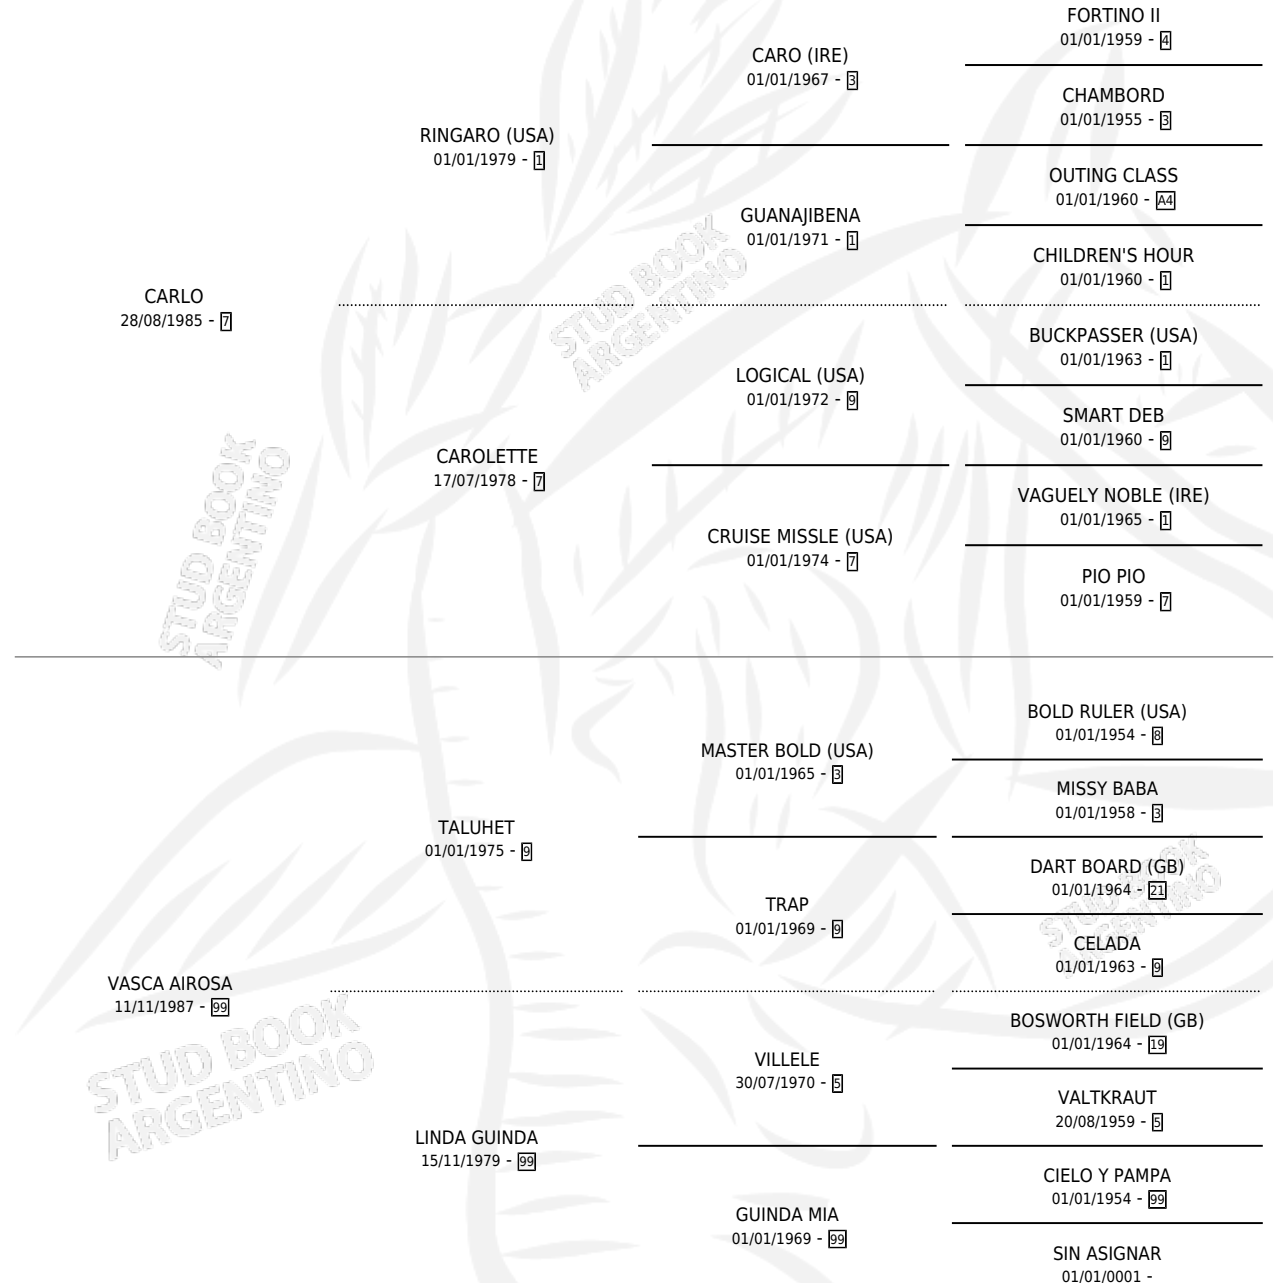 FORTINO II
01/01/1959 - 4
CARO (IRE)
01/01/1967 - 3
CHAMBORD
01/01/1955 - 3
RINGARO (USA)
01/01/1979 - 1
OUTING CLASS
01/01/1960 - A4
GUANAJIBENA
01/01/1971 - 1
CHILDREN'S HOUR
01/01/1960 - 1
CARLO
28/08/1985 - 7
STUD BOOK
ARGENTINO
BUCKPASSER (USA)
01/01/1963 - 1
LOGICAL (USA)
01/01/1972 - 9
SMART DEB
01/01/1960 - 9
CAROLETTE
17/07/1978 - 7
VAGUELY NOBLE (IRE)
01/01/1965 - 1
CRUISE MISSLE (USA)
01/01/1974 - 7
PIO PIO
01/01/1959 - 7
STUD BOOK
ARGENTINO
BOLD RULER (USA)
01/01/1954 - 8
MASTER BOLD (USA)
01/01/1965 - 3
MISSY BABA
01/01/1958 - 3
TALUHET
01/01/1975 - 9
DART BOARD (GB)
01/01/1964 - 21
TRAP
01/01/1969 - 9
STUD BOOK
ARGENTINO
CELADA
01/01/1963 - 9
VASCA AIROSA
11/11/1987 - 99
BOSWORTH FIELD (GB)
01/01/1964 - 19
STUD BOOK
ARGENTINO
VILLELE
30/07/1970 - 5
VALTKRAUT
20/08/1959 - 5
LINDA GUINDA
15/11/1979 - 99
CIELO Y PAMPA
01/01/1954 - 99
GUINDA MIA
01/01/1969 - 99
SIN ASIGNAR
01/01/0001 -